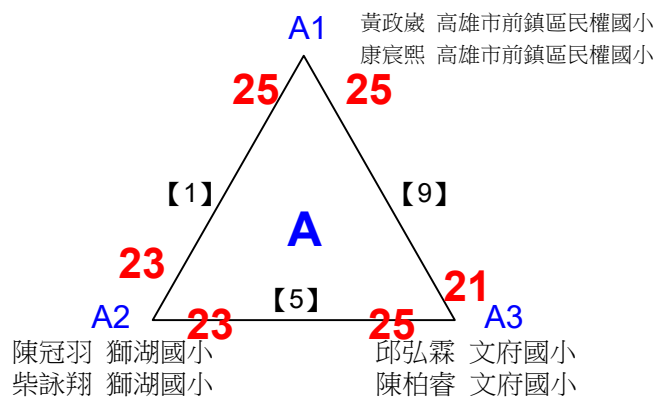 A1
黃政崴 高雄市前鎮區民權國小
康宸熙 高雄市前鎮區民權國小
25 25
【1】 【9】
A
23 21
【5】
A2 23 25 A3
陳冠羽 獅湖國小 邱弘霖 文府國小
柴詠翔 獅湖國小 陳柏睿 文府國小